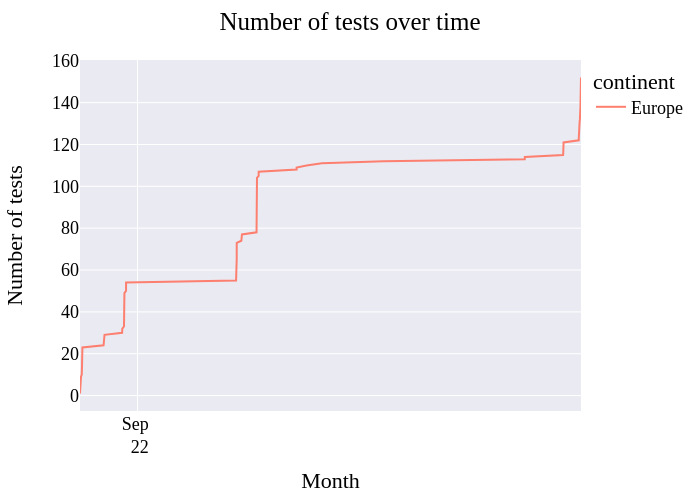 Number of tests over time
160
140
120
100
80
60
40
20
0
Number of tests
Sep
22
Month
continent
Europe